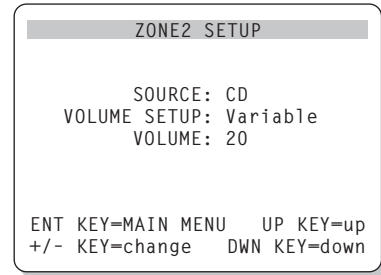 ZONE2 SETUP
SOURCE: CD
VOLUME SETUP: Variable
VOLUME: 20
ENT KEY=MAIN MENU UP KEY=up
+/- KEY=change DWN KEY=down